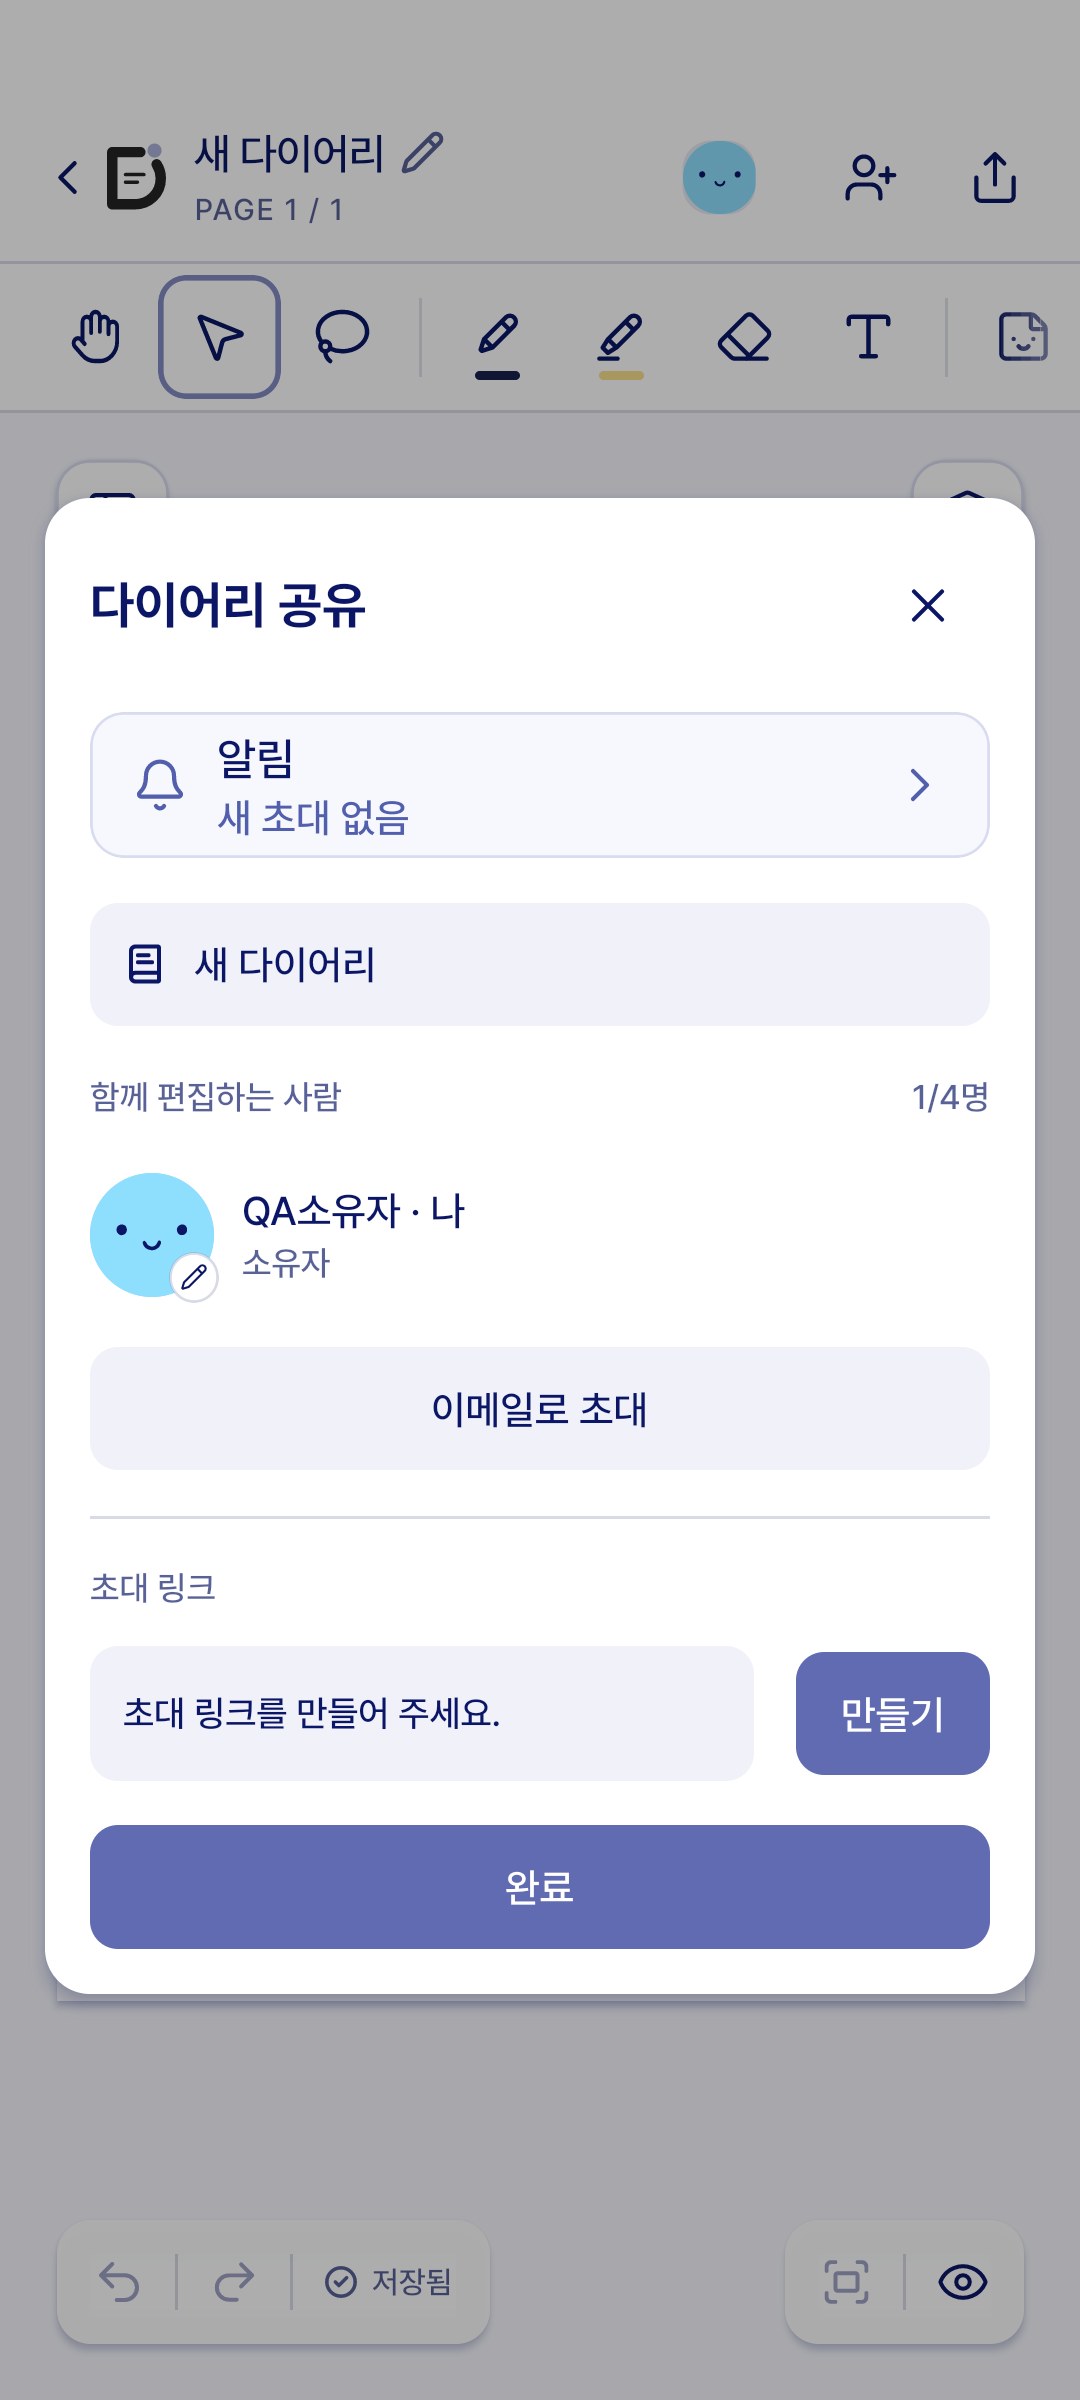 새 다이어리
PAGE 1 / 1
다이어리 공유
알림
새 초대 없음
새 다이어리
함께 편집하는 사람
1/4명
QA소유자 · 나
소유자
이메일로 초대
초대 링크
초대 링크를 만들어 주세요.
만들기
완료
저장됨